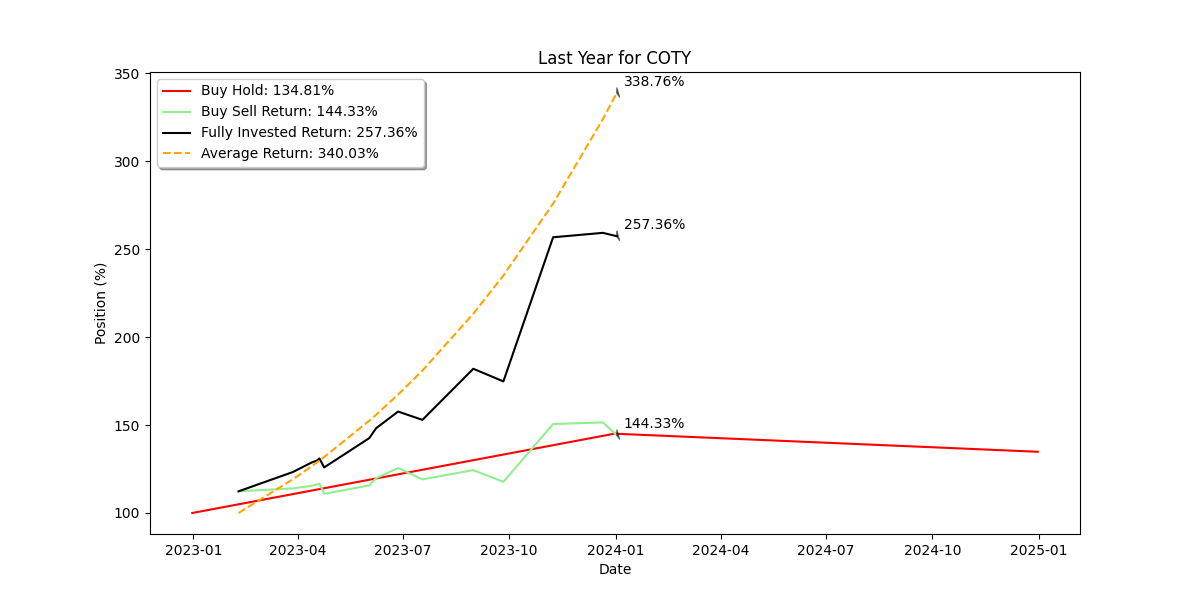 Last Year for COTY
350
300
250
200
150
100
Position (%)
Buy Hold: 134.81%
Buy Sell Return: 144.33%
Fully Invested Return: 257.36%
Average Return: 340.03%
338.76%
257.36%
144.33%
2023-01 2023-04 2023-07 2023-10 2024-01 2024-04 2024-07 2024-10 2025-01
Date